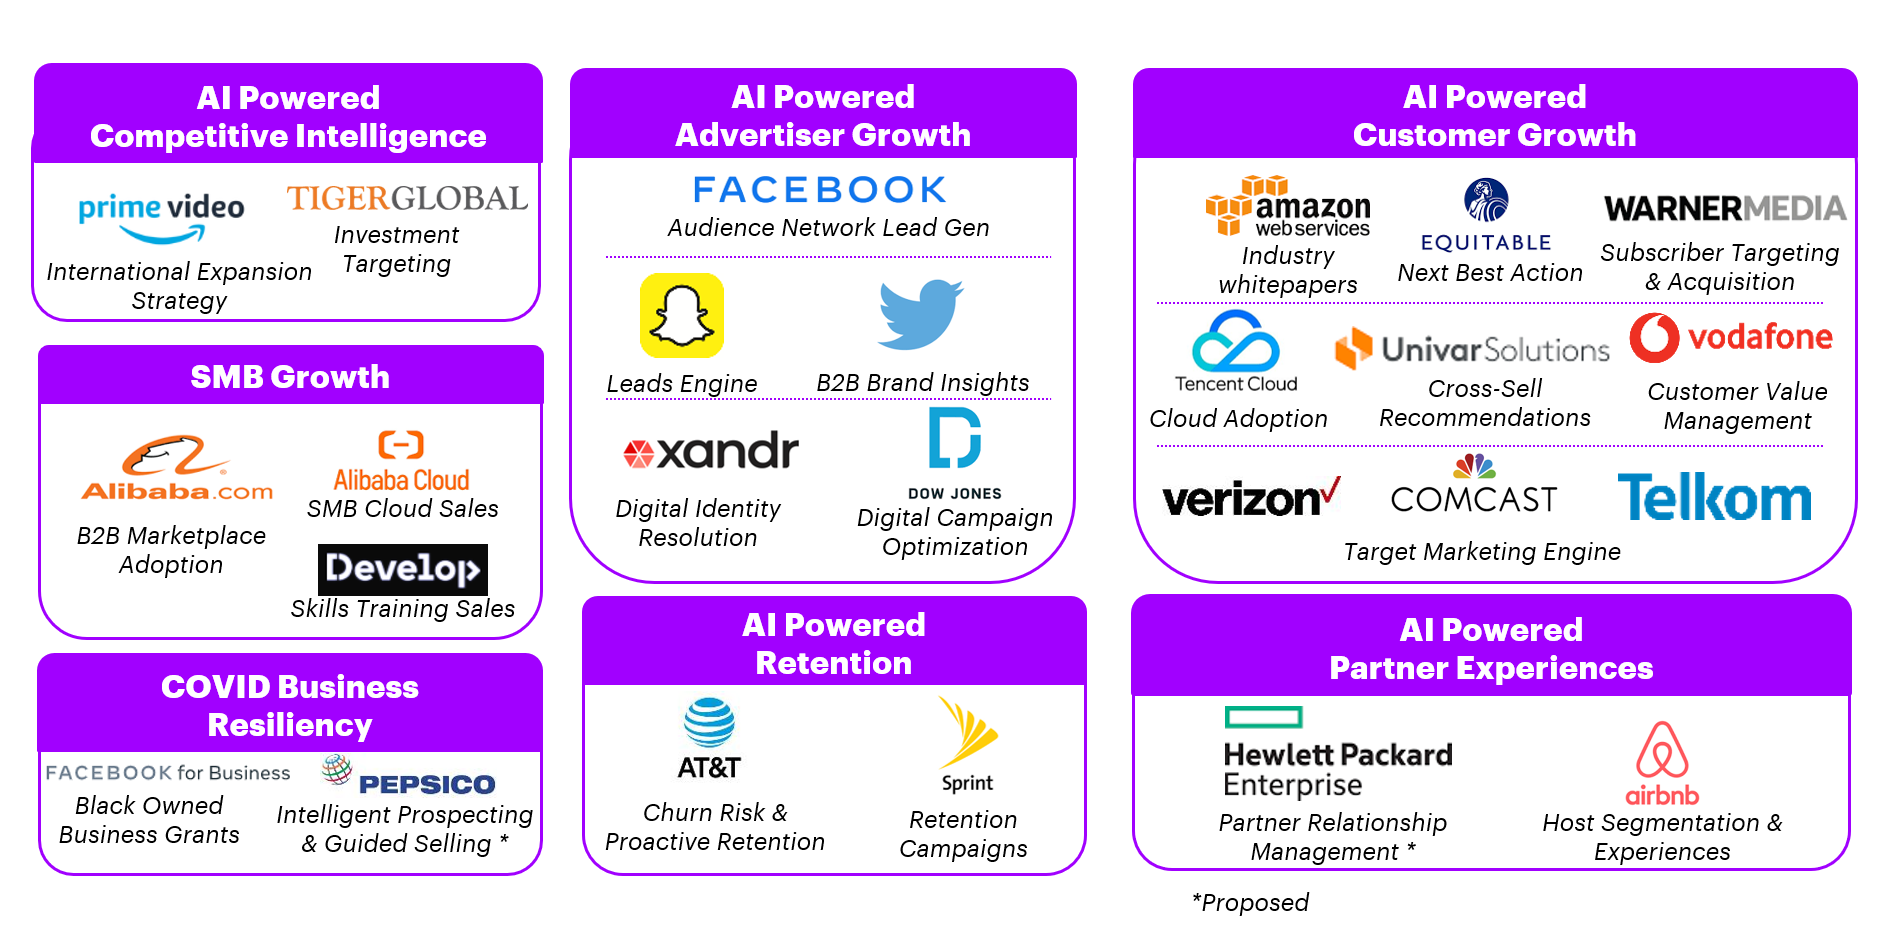 AI Powered
Competitive Intelligence
prime video
International Expansion
Strategy
TIGERGLOBAL
Investment
Targeting
SMB Growth
Alibaba.com
B2B Marketplace
Adoption
Alibaba Cloud
SMB Cloud Sales
Develop
Skills Training Sales
COVID Business
Resiliency
FACEBOOK for Business
Black Owned
Business Grants
PEPSICO
Intelligent Prospecting
& Guided Selling *
AI Powered
Advertiser Growth
FACEBOOK
Audience Network Lead Gen
Leads Engine
B2B Brand Insights
xandr
Digital Identity
Resolution
DOW JONES
Digital Campaign
Optimization
AI Powered
Retention
AT&T
Churn Risk &
Proactive Retention
Sprint
Retention
Campaigns
AI Powered
Customer Growth
amazon
webservices
Industry
whitepapers
EQUITABLE
Next Best Action
WARNERMEDIA
Subscriber Targeting
& Acquisition
Tencent Cloud
Cloud Adoption
UnivarSolutions
Cross-Sell
Recommendations
vodafone
Customer Value
Management
verizon
COMCAST
Telkom
Target Marketing Engine
AI Powered
Partner Experiences
Hewlett Packard
Enterprise
Partner Relationship
Management *
airbnb
Host Segmentation &
Experiences
*Proposed